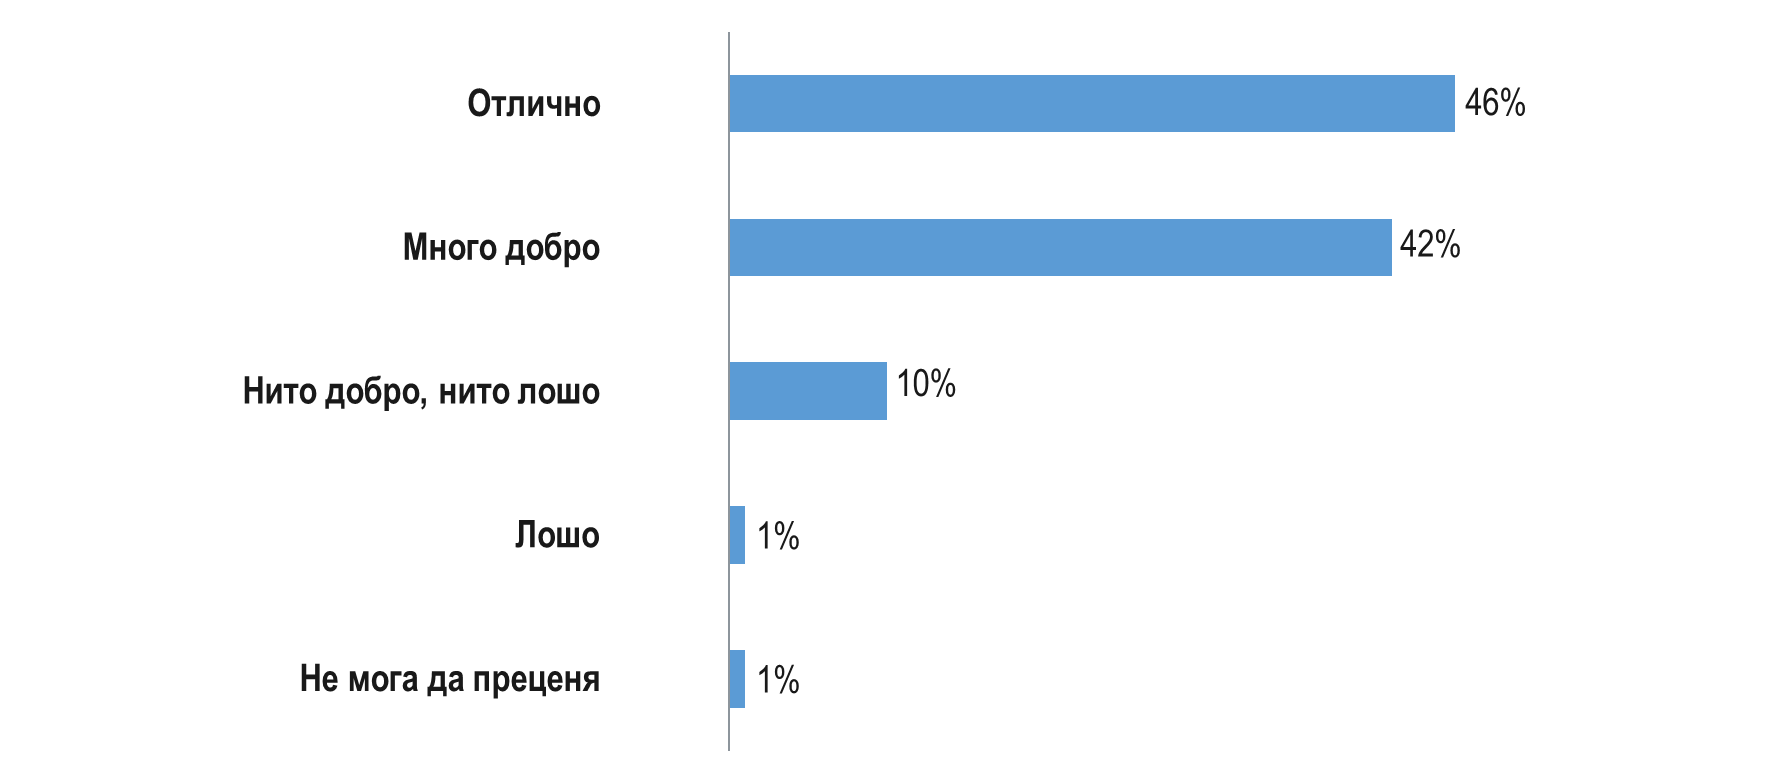 Отлично 46%
Много добро 42%
Нито добро, нито лошо 10%
Лошо 1%
Не мога да преценя 1%